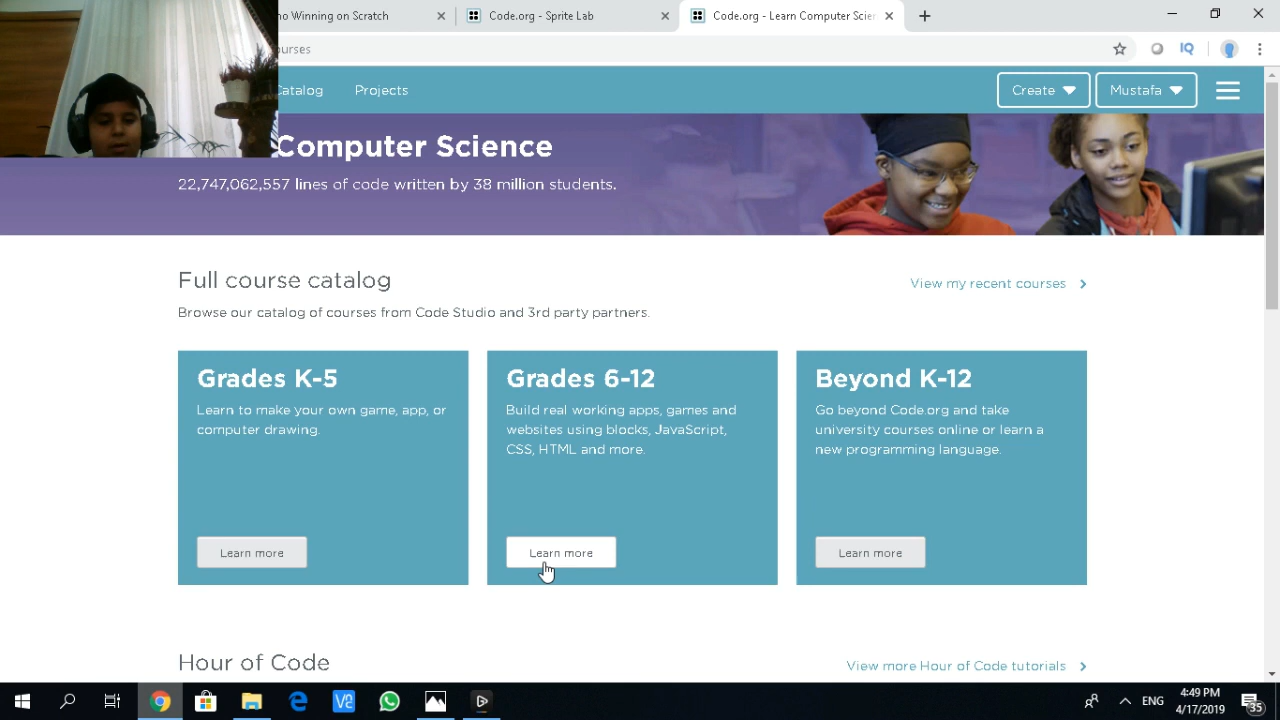 no Winning on Scratch
Code.org - Sprite Lab
Code.org - Learn Computer Scien
urses
Catalog
Projects
Create
Mustafa
Computer Science
22,747,062,557 lines of code written by 38 million students.
Full course catalog
View my recent courses
Browse our catalog of courses from Code Studio and 3rd party partners.
Grades K-5
Learn to make your own game, app, or
computer drawing.
Learn more
Grades 6-12
Build real working apps, games and
websites using blocks, JavaScript,
CSS, HTML and more.
Learn more
Beyond K-12
Go beyond Code.org and take
university courses online or learn a
new programming language.
Learn more
Hour of Code
View more Hour of Code tutorials
ENG
4:49 PM
4/17/2019
35